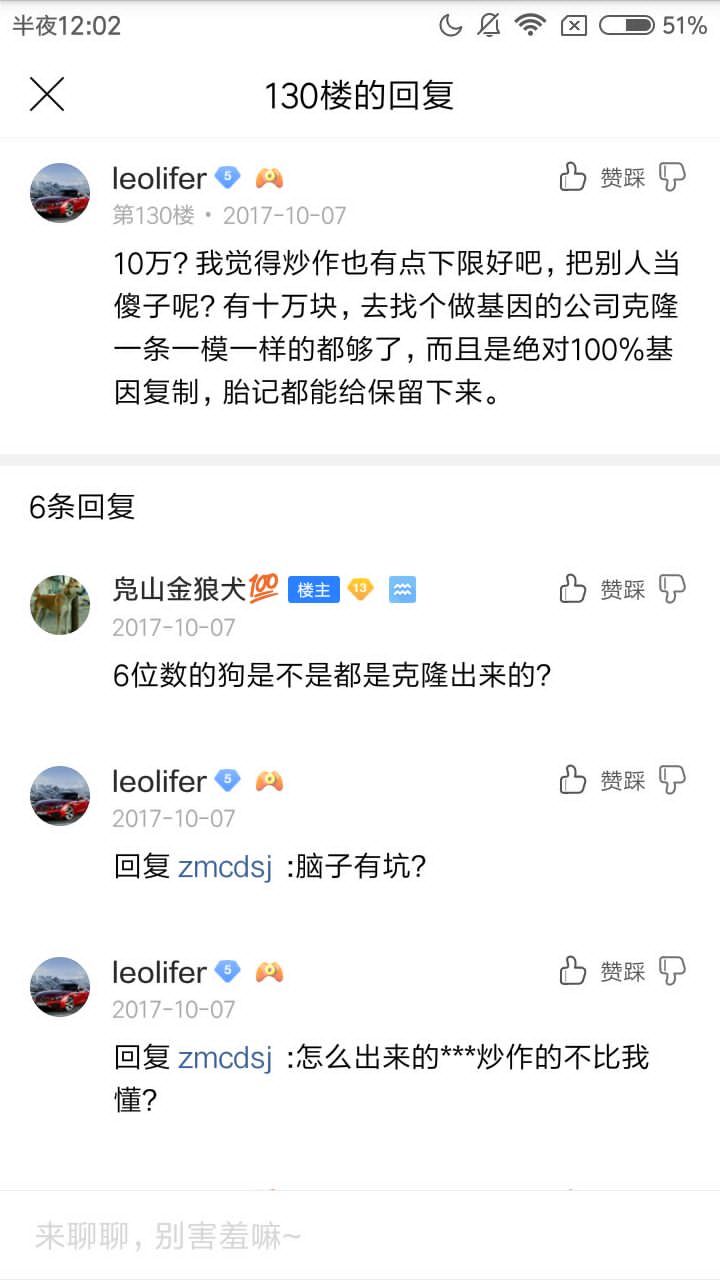 半夜12:02
51%
130楼的回复
leolifer 5
赞踩
第130楼 • 2017-10-07
10万？我觉得炒作也有点下限好吧，把别人当
傻子呢？有十万块，去找个做基因的公司克隆
一条一模一样的都够了，而且是绝对100%基
因复制，胎记都能给保留下来。
6条回复
凫山金狼犬💯 楼主 13
赞踩
2017-10-07
6位数的狗是不是都是克隆出来的？
leolifer 5
赞踩
2017-10-07
回复 zmcdsj :脑子有坑？
leolifer 5
赞踩
2017-10-07
回复 zmcdsj :怎么出来的***炒作的不比我
懂？
来聊聊，别害羞嘛~